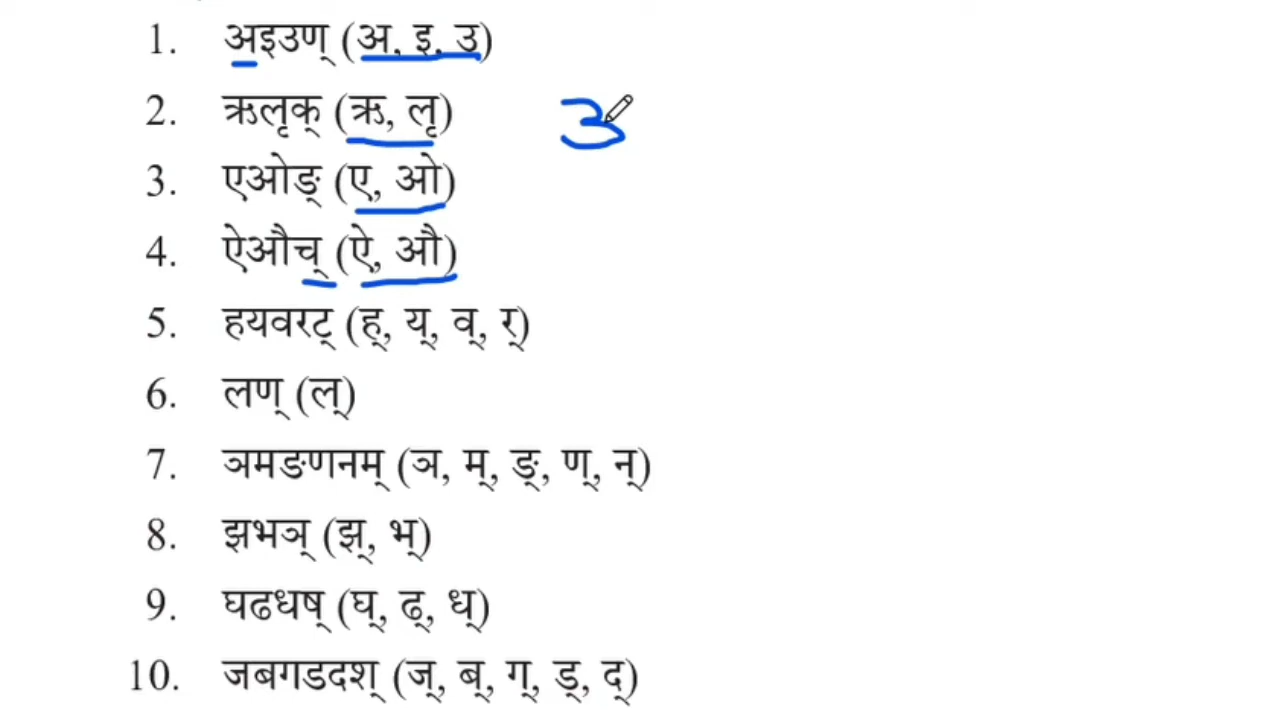 1. अइउण् (अ, इ, उ)
2. ऋलृक् (ऋ, लृ)
3. एओङ् (ए, ओ)
4. ऐऔच् (ऐ, औ)
5. हयवरट् (ह्, य्, व्, र्)
6. लण् (ल्)
7. ञमङणनम् (ञ, म्, ङ्, ण्, न्)
8. झभञ् (झ्, भ्)
9. घढधष् (घ्, ढ्, ध्)
10. जबगडदश् (ज्, ब्, ग्, ड्, द्)